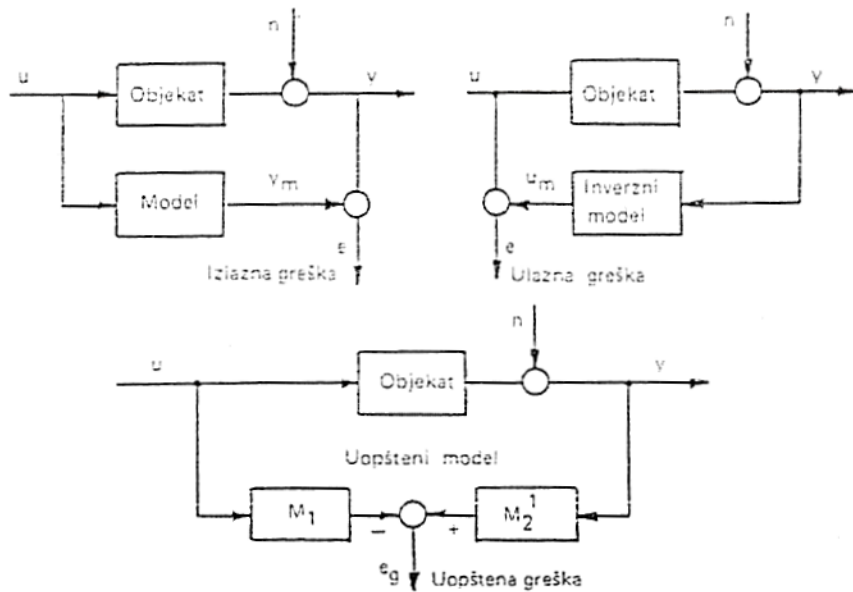 n
u
Objekat
y
Model
y_m
e
Izlazna greška
n
u
Objekat
y
u_m
Inverzni
model
e
Ulazna greška
n
u
Objekat
y
Uopšteni model
M_1
−
+
M_2^1
e_g
Uopštena greška